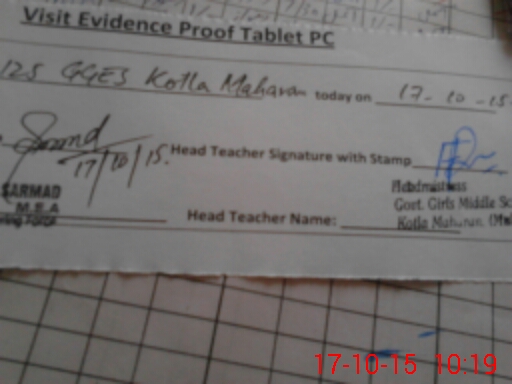 Visit Evidence Proof Tablet PC
125 GGES Kotla Maharan today on 17-10-15
17/10/15. Head Teacher Signature with Stamp
SARMAD
M.E.A
Headmistress
Govt. Girls Middle Sc
Head Teacher Name:
Kotla Maharan.
17-10-15 10:19